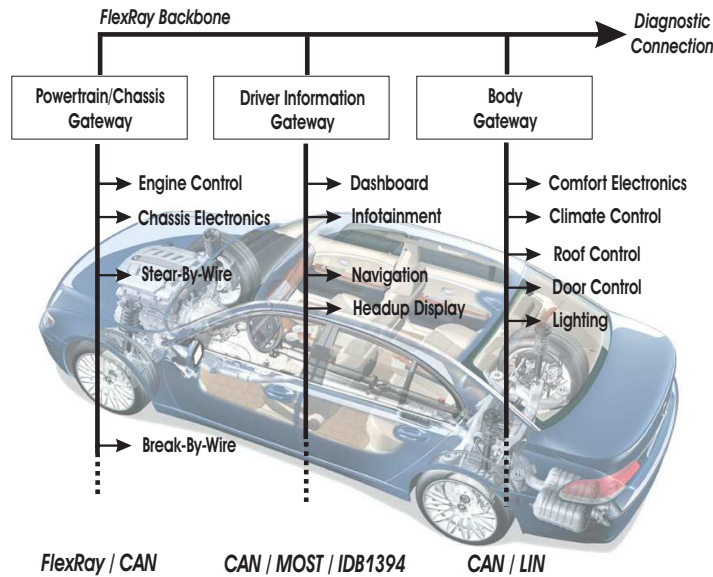 FlexRay Backbone
Diagnostic
Connection
Powertrain/Chassis
Gateway
Driver Information
Gateway
Body
Gateway
Engine Control
Chassis Electronics
Stear-By-Wire
Break-By-Wire
Dashboard
Infotainment
Navigation
Headup Display
Comfort Electronics
Climate Control
Roof Control
Door Control
Lighting
FlexRay / CAN
CAN / MOST / IDB1394
CAN / LIN